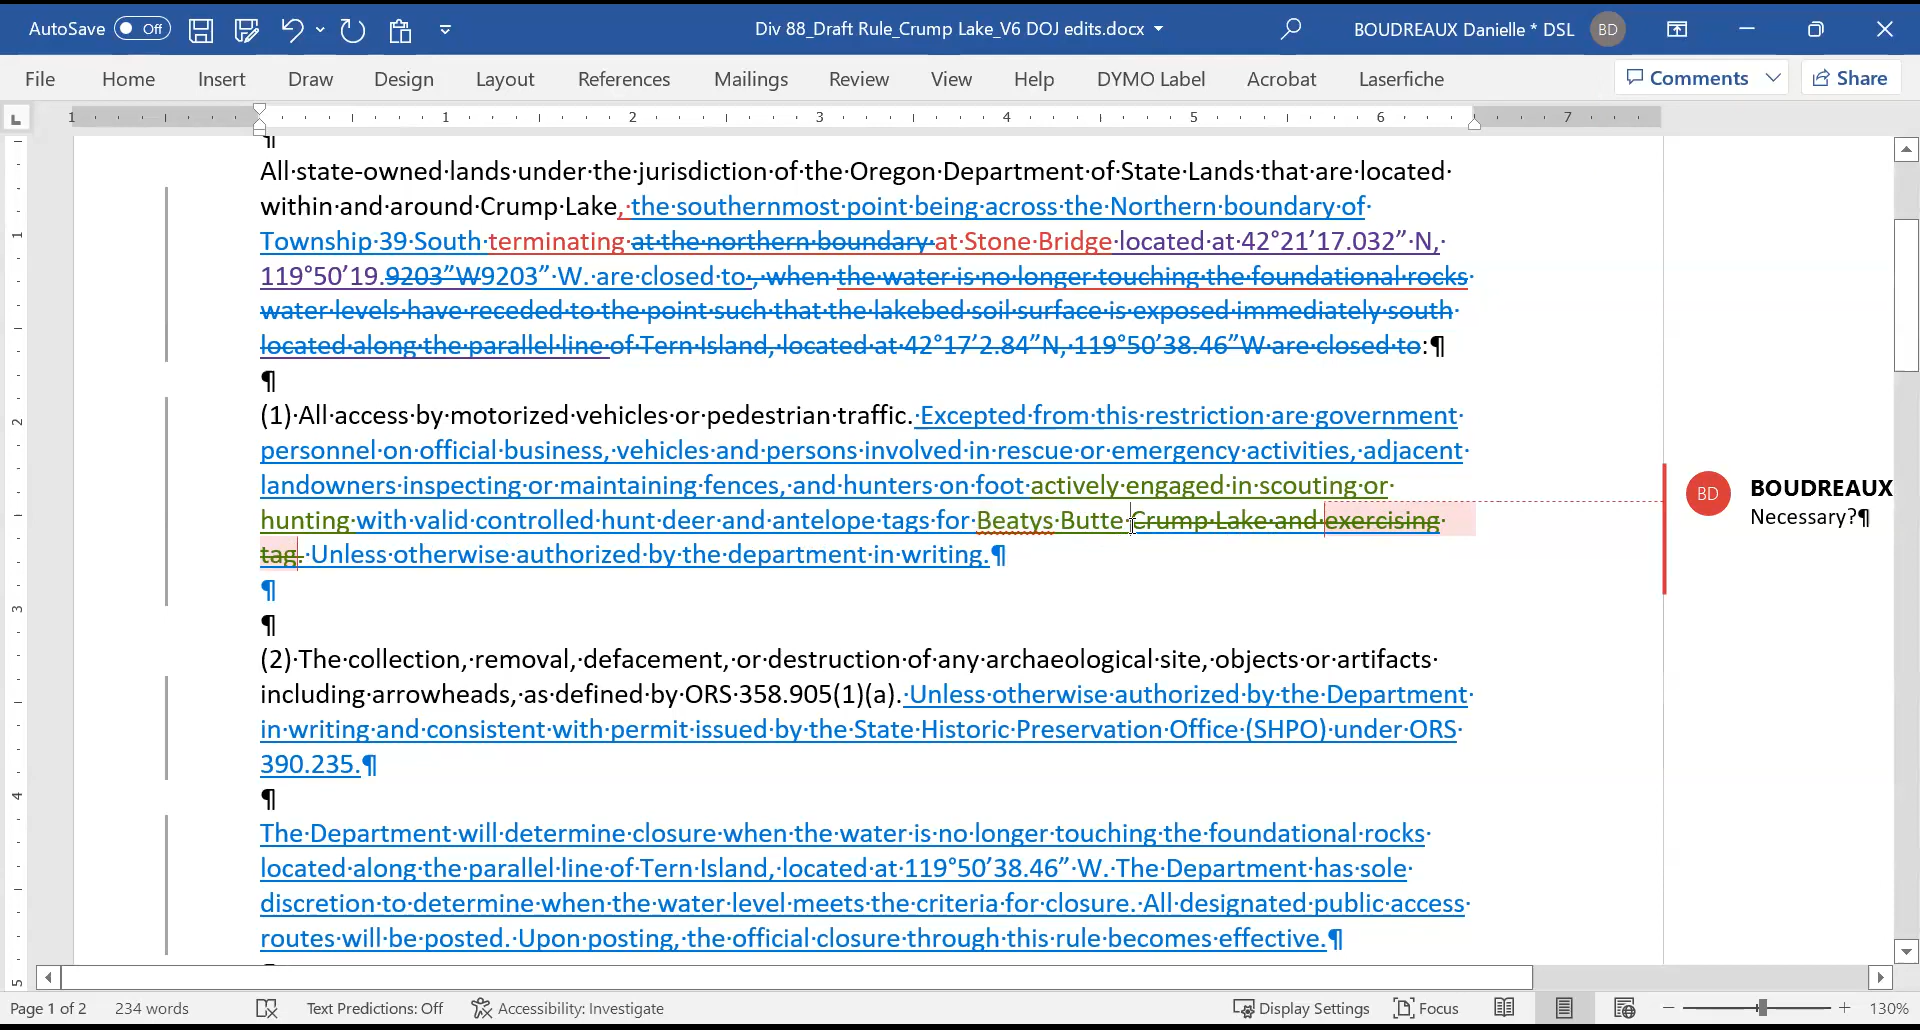 AutoSave Off Div 88_Draft Rule_Crump Lake_V6 DOJ edits.docx BOUDREAUX Danielle * DSL BD
File Home Insert Draw Design Layout References Mailings Review View Help DYMO Label Acrobat Laserfiche Comments Share
1 1 2 3 4 5 6 7
¶
All·state-owned·lands·under·the·jurisdiction·of·the·Oregon·Department·of·State·Lands·that·are·located·
within·and·around·Crump·Lake,·the·southernmost·point·being·across·the·Northern·boundary·of·
Township·39·South·terminating·at·the·northern·boundary·at·Stone·Bridge·located·at·42°21’17.032”·N,·
119°50’19.9203”W9203”·W.·are·closed·to·,·when·the·water·is·no·longer·touching·the·foundational·rocks·
water·levels·have·receded·to·the·point·such·that·the·lakebed·soil·surface·is·exposed·immediately·south·
located·along·the·parallel·line·of·Tern·Island,·located·at·42°17’2.84”N,·119°50’38.46”W·are·closed·to:¶
¶
(1)·All·access·by·motorized·vehicles·or·pedestrian·traffic.·Excepted·from·this·restriction·are·government·
personnel·on·official·business,·vehicles·and·persons·involved·in·rescue·or·emergency·activities,·adjacent·
landowners·inspecting·or·maintaining·fences,·and·hunters·on·foot·actively·engaged·in·scouting·or·
hunting·with·valid·controlled·hunt·deer·and·antelope·tags·for·Beatys·Butte·Crump·Lake·and·exercising·
tag.·Unless·otherwise·authorized·by·the·department·in·writing.¶
¶
¶
(2)·The·collection,·removal,·defacement,·or·destruction·of·any·archaeological·site,·objects·or·artifacts·
including·arrowheads,·as·defined·by·ORS·358.905(1)(a).·Unless·otherwise·authorized·by·the·Department·
in·writing·and·consistent·with·permit·issued·by·the·State·Historic·Preservation·Office·(SHPO)·under·ORS·
390.235.¶
¶
The·Department·will·determine·closure·when·the·water·is·no·longer·touching·the·foundational·rocks·
located·along·the·parallel·line·of·Tern·Island,·located·at·119°50’38.46”·W.·The·Department·has·sole·
discretion·to·determine·when·the·water·level·meets·the·criteria·for·closure.·All·designated·public·access·
routes·will·be·posted.·Upon·posting,·the·official·closure·through·this·rule·becomes·effective.¶
BD BOUDREAUX
Necessary?¶
1
2
3
4
5
Page 1 of 2 234 words Text Predictions: Off Accessibility: Investigate Display Settings Focus 130%